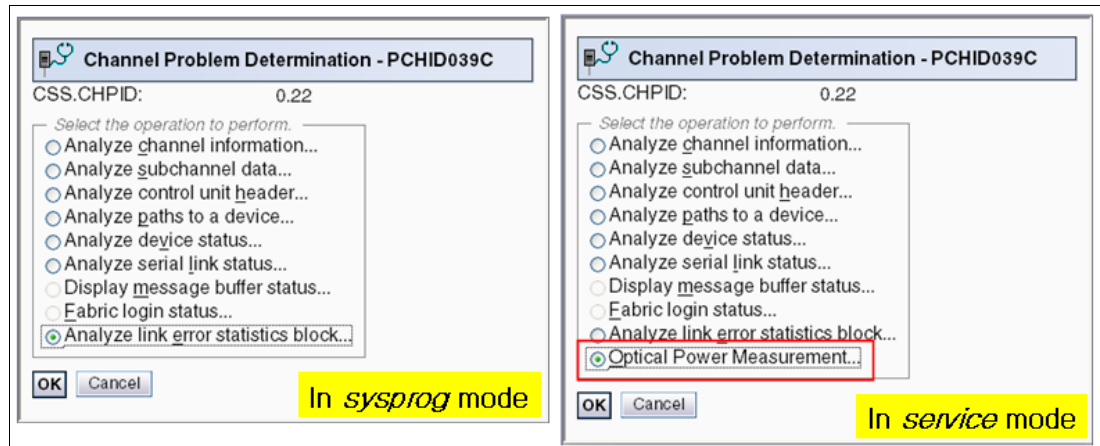 Channel Problem Determination - PCHID039C
CSS.CHPID: 0.22
Select the operation to perform.
Analyze channel information...
Analyze subchannel data...
Analyze control unit header...
Analyze paths to a device...
Analyze device status...
Analyze serial link status...
Display message buffer status...
Fabric login status...
Analyze link error statistics block...
OK Cancel
In sysprog mode
Channel Problem Determination - PCHID039C
CSS.CHPID: 0.22
Select the operation to perform.
Analyze channel information...
Analyze subchannel data...
Analyze control unit header...
Analyze paths to a device...
Analyze device status...
Analyze serial link status...
Display message buffer status...
Fabric login status...
Analyze link error statistics block...
Optical Power Measurement...
OK Cancel
In service mode